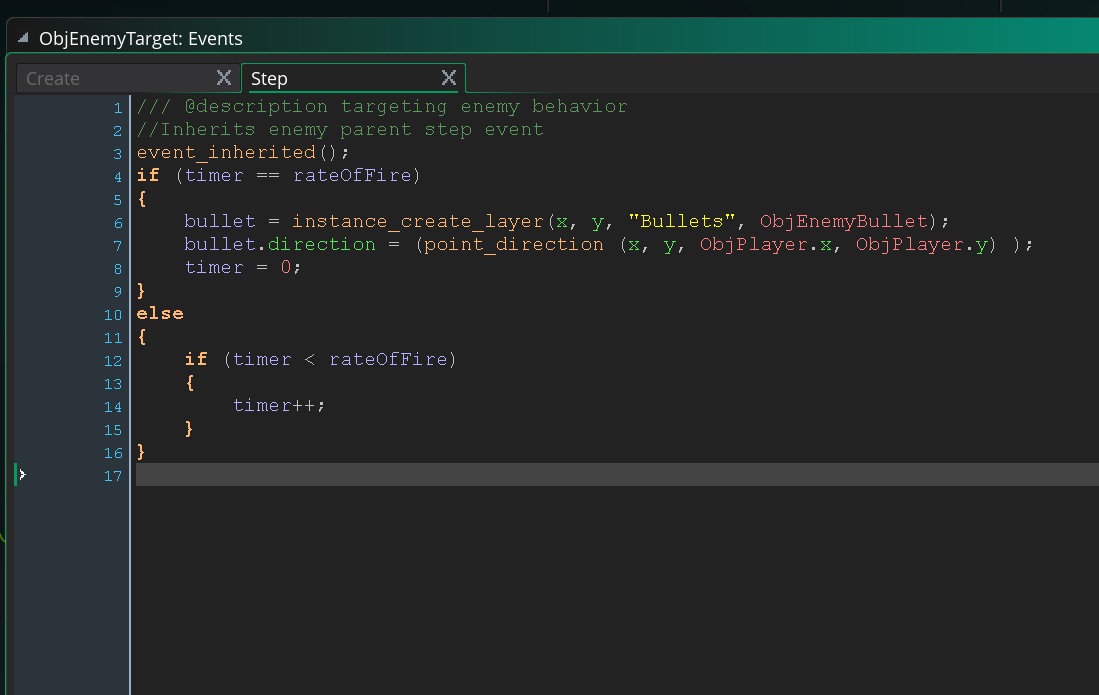 ObjEnemyTarget: Events
Create Step
1 /// @description targeting enemy behavior
2 //Inherits enemy parent step event
3 event_inherited();
4 if (timer == rateOfFire)
5 {
6     bullet = instance_create_layer(x, y, "Bullets", ObjEnemyBullet);
7     bullet.direction = (point_direction (x, y, ObjPlayer.x, ObjPlayer.y) );
8     timer = 0;
9 }
10 else
11 {
12     if (timer < rateOfFire)
13     {
14         timer++;
15     }
16 }
17